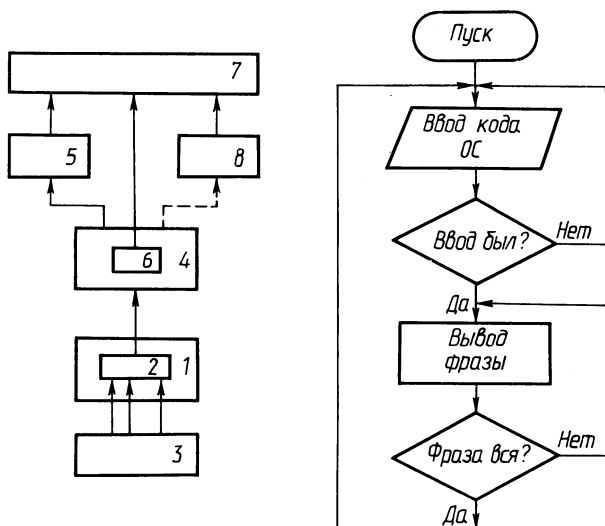 7
5
8
6
4
2
1
3
Пуск
Ввод кода
ОС
Ввод был?
Нет
Да
Вывод
фразы
Фраза вся?
Нет
Да